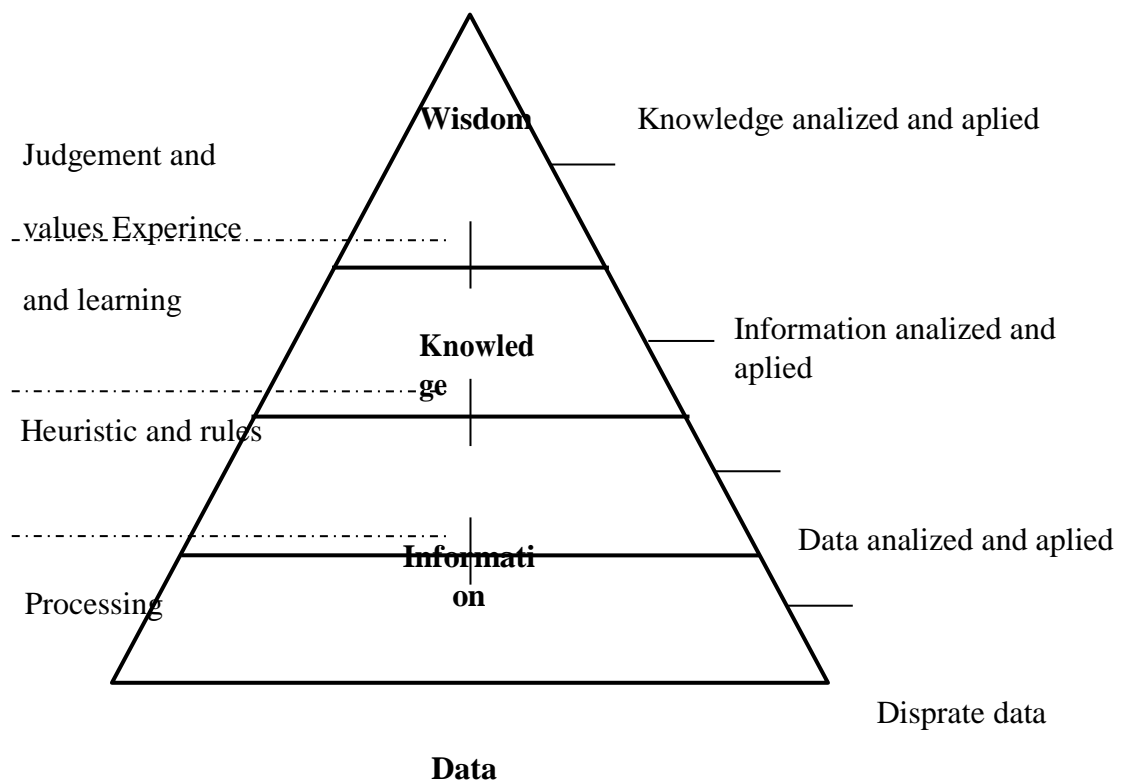 Wisdom
Knowledge analized and aplied
Judgement and
values Experince
and learning
Information analized and
aplied
Knowled
ge
Heuristic and rules
Data analized and aplied
Informati
on
Processing
Disprate data
Data